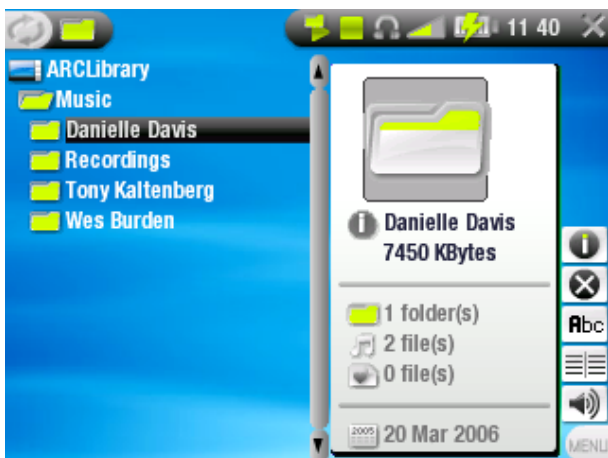 11 40
ARCLibrary
Music
Danielle Davis
Recordings
Tony Kaltenberg
Wes Burden
Danielle Davis
7450 KBytes
1 folder(s)
2 file(s)
0 file(s)
2005
20 Mar 2006
Abc
MENU